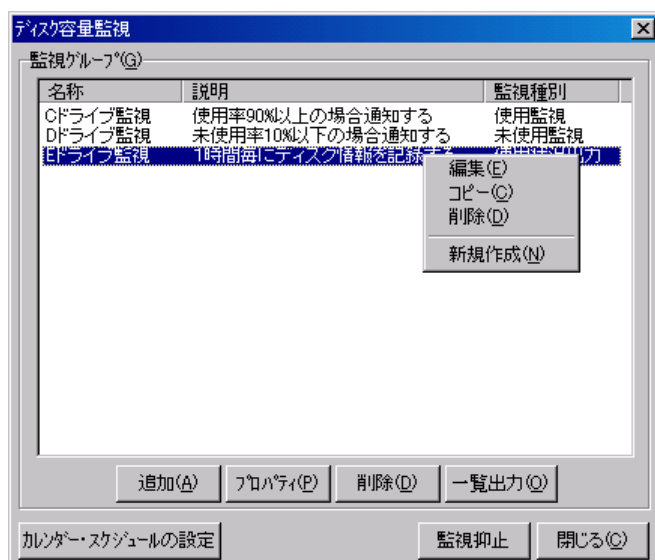 ディスク容量監視
監視グループ(G)
名称 説明 監視種別
Cドライブ監視 使用率90%以上の場合通知する 使用監視
Dドライブ監視 未使用率10%以下の場合通知する 未使用監視
Eドライブ監視 1時間毎にディスク情報を記録する
編集(E)
コピー(C)
削除(D)
新規作成(N)
追加(A) プロパティ(P) 削除(D) 一覧出力(O)
カレンダー・スケジュールの設定 監視抑止 閉じる(C)